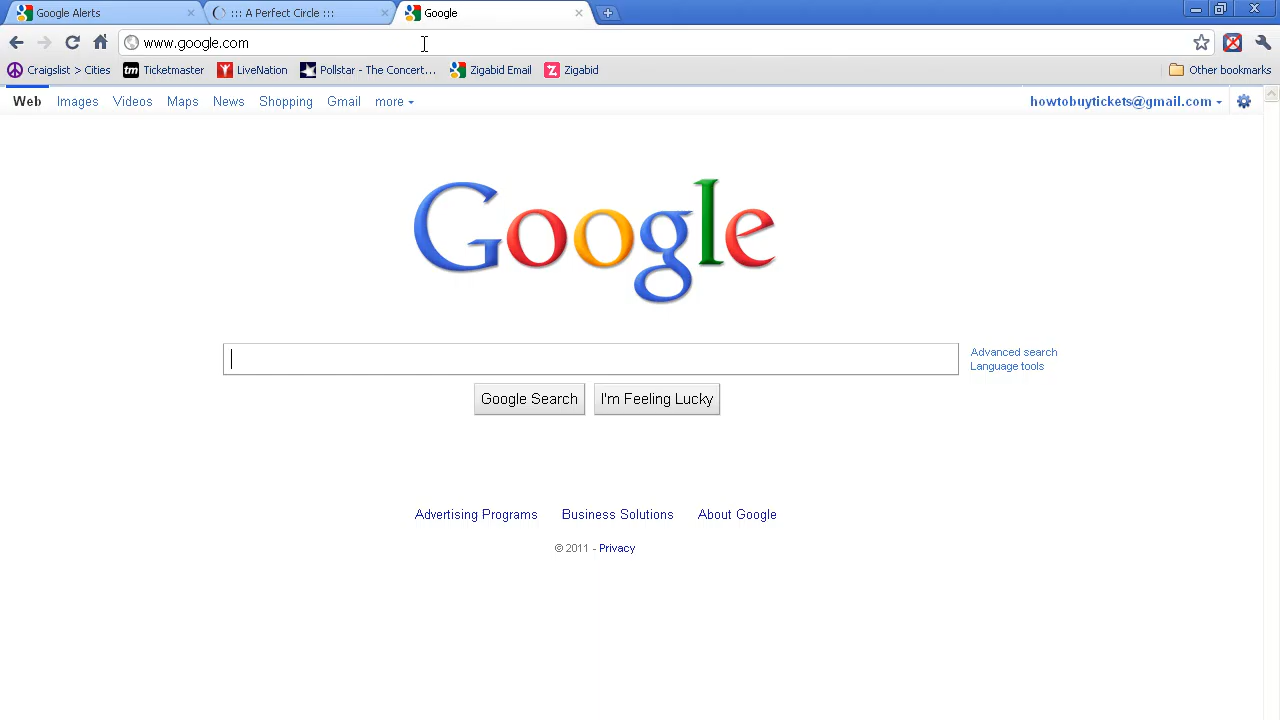 Google Alerts
::: A Perfect Circle :::
Google
www.google.com
Craigslist > Cities
tm Ticketmaster
LiveNation
Pollstar - The Concert...
Zigabid Email
Z Zigabid
Other bookmarks
Web Images Videos Maps News Shopping Gmail more
howtobuytickets@gmail.com
Google
Advanced search
Language tools
Google Search
I'm Feeling Lucky
Advertising Programs
Business Solutions
About Google
© 2011 - Privacy